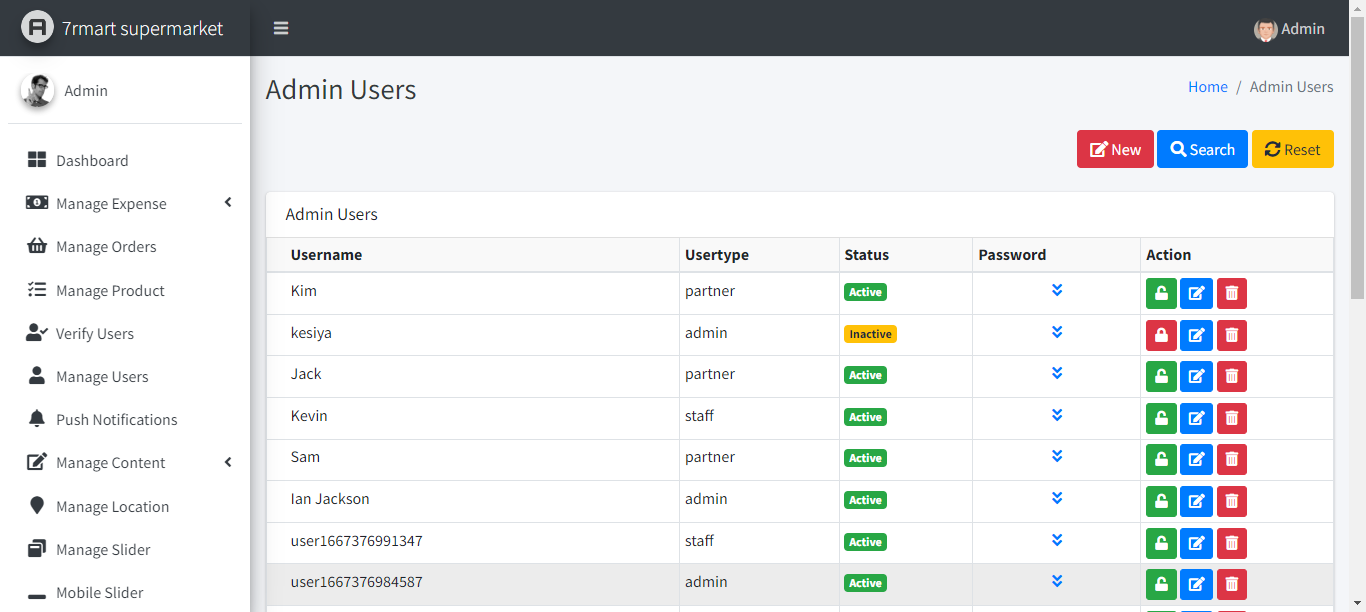 7rmart supermarket
Admin
Admin
Dashboard
Manage Expense
Manage Orders
Manage Product
Verify Users
Manage Users
Push Notifications
Manage Content
Manage Location
Manage Slider
Mobile Slider
Admin Users
Home / Admin Users
New Search Reset
Admin Users
Username Usertype Status Password Action
Kim partner Active
kesiya admin Inactive
Jack partner Active
Kevin staff Active
Sam partner Active
Ian Jackson admin Active
user1667376991347 staff Active
user1667376984587 admin Active